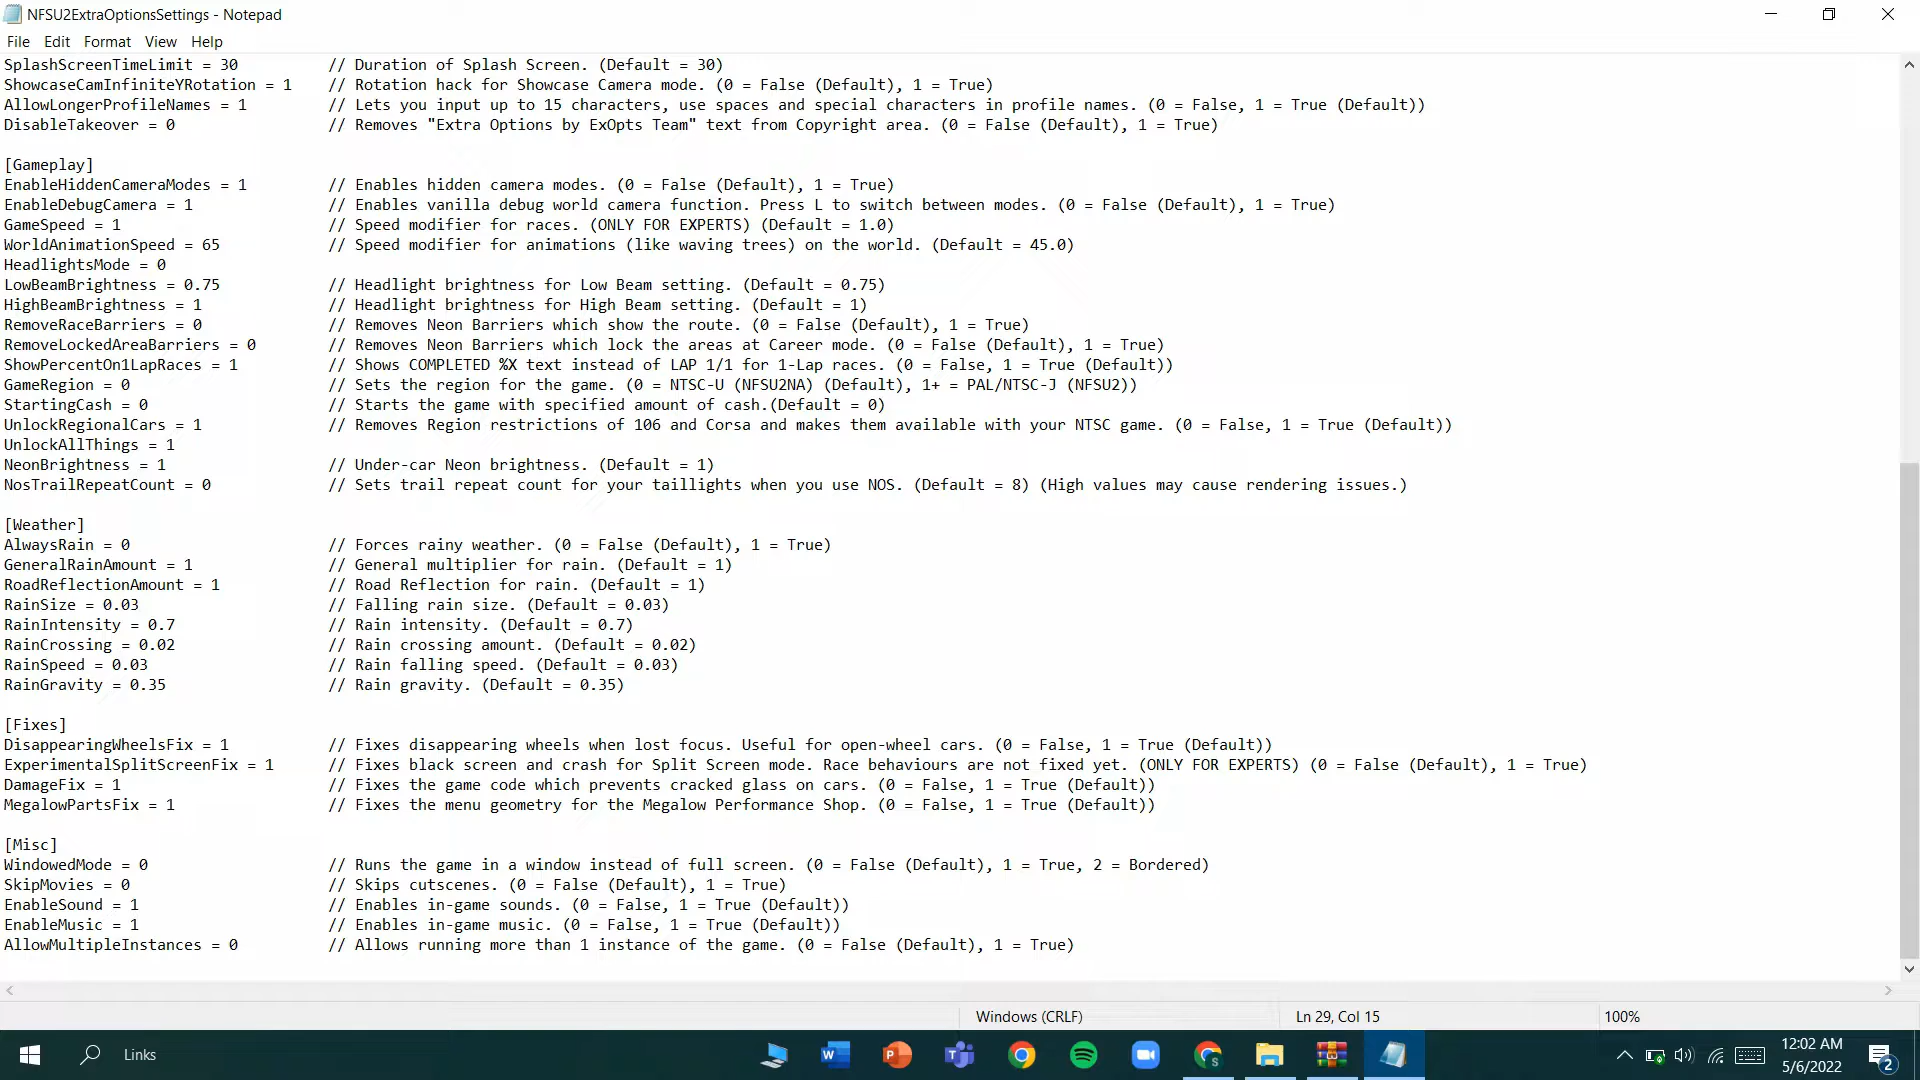 NFSU2ExtraOptionsSettings - Notepad
File Edit Format View Help
SplashScreenTimeLimit = 30 // Duration of Splash Screen. (Default = 30)
ShowcaseCamInfiniteYRotation = 1 // Rotation hack for Showcase Camera mode. (0 = False (Default), 1 = True)
AllowLongerProfileNames = 1 // Lets you input up to 15 characters, use spaces and special characters in profile names. (0 = False, 1 = True (Default))
DisableTakeover = 0 // Removes "Extra Options by ExOpts Team" text from Copyright area. (0 = False (Default), 1 = True)
[Gameplay]
EnableHiddenCameraModes = 1 // Enables hidden camera modes. (0 = False (Default), 1 = True)
EnableDebugCamera = 1 // Enables vanilla debug world camera function. Press L to switch between modes. (0 = False (Default), 1 = True)
GameSpeed = 1 // Speed modifier for races. (ONLY FOR EXPERTS) (Default = 1.0)
WorldAnimationSpeed = 65 // Speed modifier for animations (like waving trees) on the world. (Default = 45.0)
HeadlightsMode = 0
LowBeamBrightness = 0.75 // Headlight brightness for Low Beam setting. (Default = 0.75)
HighBeamBrightness = 1 // Headlight brightness for High Beam setting. (Default = 1)
RemoveRaceBarriers = 0 // Removes Neon Barriers which show the route. (0 = False (Default), 1 = True)
RemoveLockedAreaBarriers = 0 // Removes Neon Barriers which lock the areas at Career mode. (0 = False (Default), 1 = True)
ShowPercentOn1LapRaces = 1 // Shows COMPLETED %X text instead of LAP 1/1 for 1-Lap races. (0 = False, 1 = True (Default))
GameRegion = 0 // Sets the region for the game. (0 = NTSC-U (NFSU2NA) (Default), 1+ = PAL/NTSC-J (NFSU2))
StartingCash = 0 // Starts the game with specified amount of cash.(Default = 0)
UnlockRegionalCars = 1 // Removes Region restrictions of 106 and Corsa and makes them available with your NTSC game. (0 = False, 1 = True (Default))
UnlockAllThings = 1
NeonBrightness = 1 // Under-car Neon brightness. (Default = 1)
NosTrailRepeatCount = 0 // Sets trail repeat count for your taillights when you use NOS. (Default = 8) (High values may cause rendering issues.)
[Weather]
AlwaysRain = 0 // Forces rainy weather. (0 = False (Default), 1 = True)
GeneralRainAmount = 1 // General multiplier for rain. (Default = 1)
RoadReflectionAmount = 1 // Road Reflection for rain. (Default = 1)
RainSize = 0.03 // Falling rain size. (Default = 0.03)
RainIntensity = 0.7 // Rain intensity. (Default = 0.7)
RainCrossing = 0.02 // Rain crossing amount. (Default = 0.02)
RainSpeed = 0.03 // Rain falling speed. (Default = 0.03)
RainGravity = 0.35 // Rain gravity. (Default = 0.35)
[Fixes]
DisappearingWheelsFix = 1 // Fixes disappearing wheels when lost focus. Useful for open-wheel cars. (0 = False, 1 = True (Default))
ExperimentalSplitScreenFix = 1 // Fixes black screen and crash for Split Screen mode. Race behaviours are not fixed yet. (ONLY FOR EXPERTS) (0 = False (Default), 1 = True)
DamageFix = 1 // Fixes the game code which prevents cracked glass on cars. (0 = False, 1 = True (Default))
MegalowPartsFix = 1 // Fixes the menu geometry for the Megalow Performance Shop. (0 = False, 1 = True (Default))
[Misc]
WindowedMode = 0 // Runs the game in a window instead of full screen. (0 = False (Default), 1 = True, 2 = Bordered)
SkipMovies = 0 // Skips cutscenes. (0 = False (Default), 1 = True)
EnableSound = 1 // Enables in-game sounds. (0 = False, 1 = True (Default))
EnableMusic = 1 // Enables in-game music. (0 = False, 1 = True (Default))
AllowMultipleInstances = 0 // Allows running more than 1 instance of the game. (0 = False (Default), 1 = True)
Windows (CRLF) Ln 29, Col 15 100%
Links
12:02 AM
5/6/2022
2